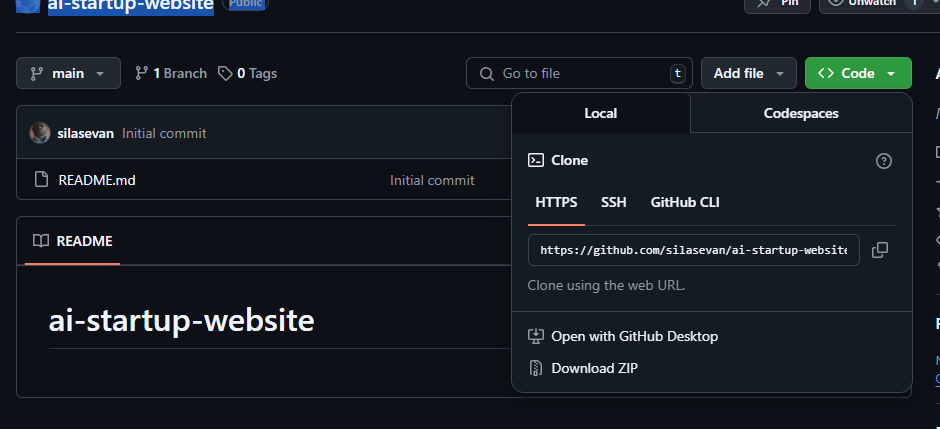 ai-startup-website Public Pin Unwatch 1
main 1 Branch 0 Tags Go to file t Add file Code
Local Codespaces
silasevan Initial commit
Clone
README.md Initial commit
HTTPS SSH GitHub CLI
README
https://github.com/silasevan/ai-startup-website
Clone using the web URL.
ai-startup-website
Open with GitHub Desktop
Download ZIP